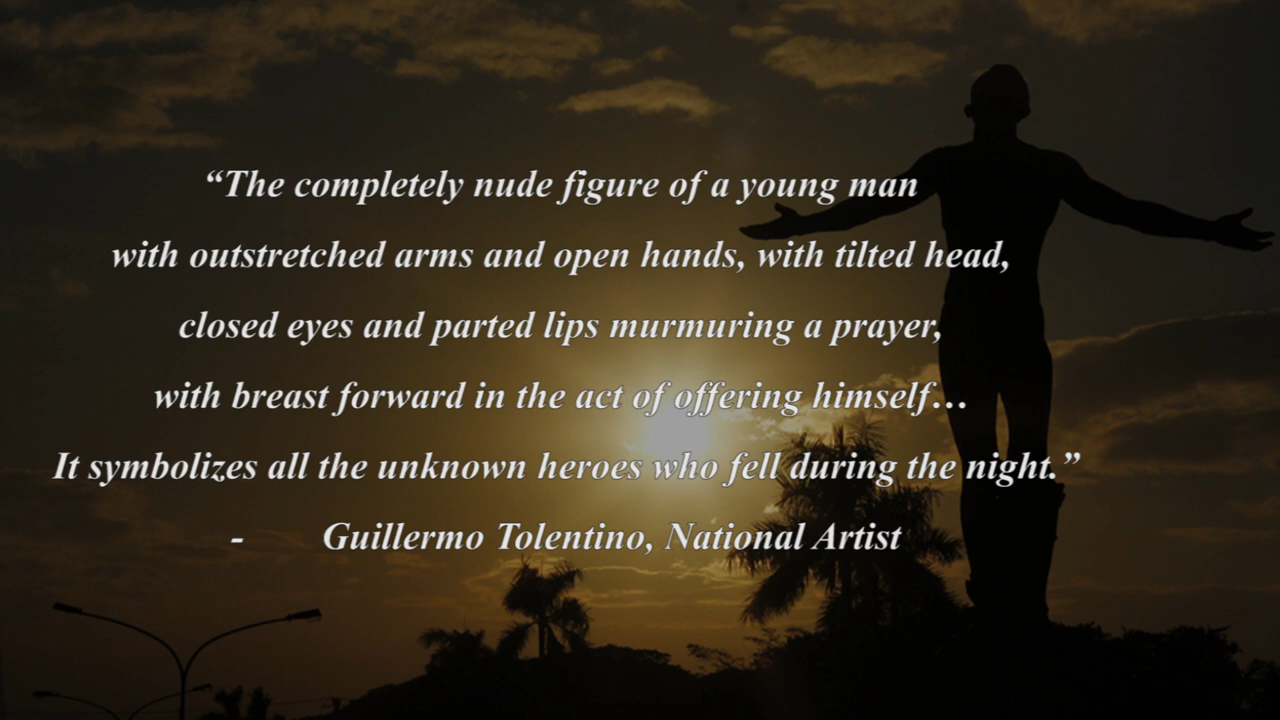 “The completely nude figure of a young man
with outstretched arms and open hands, with tilted head,
closed eyes and parted lips murmuring a prayer,
with breast forward in the act of offering himself…
It symbolizes all the unknown heroes who fell during the night.”
- Guillermo Tolentino, National Artist